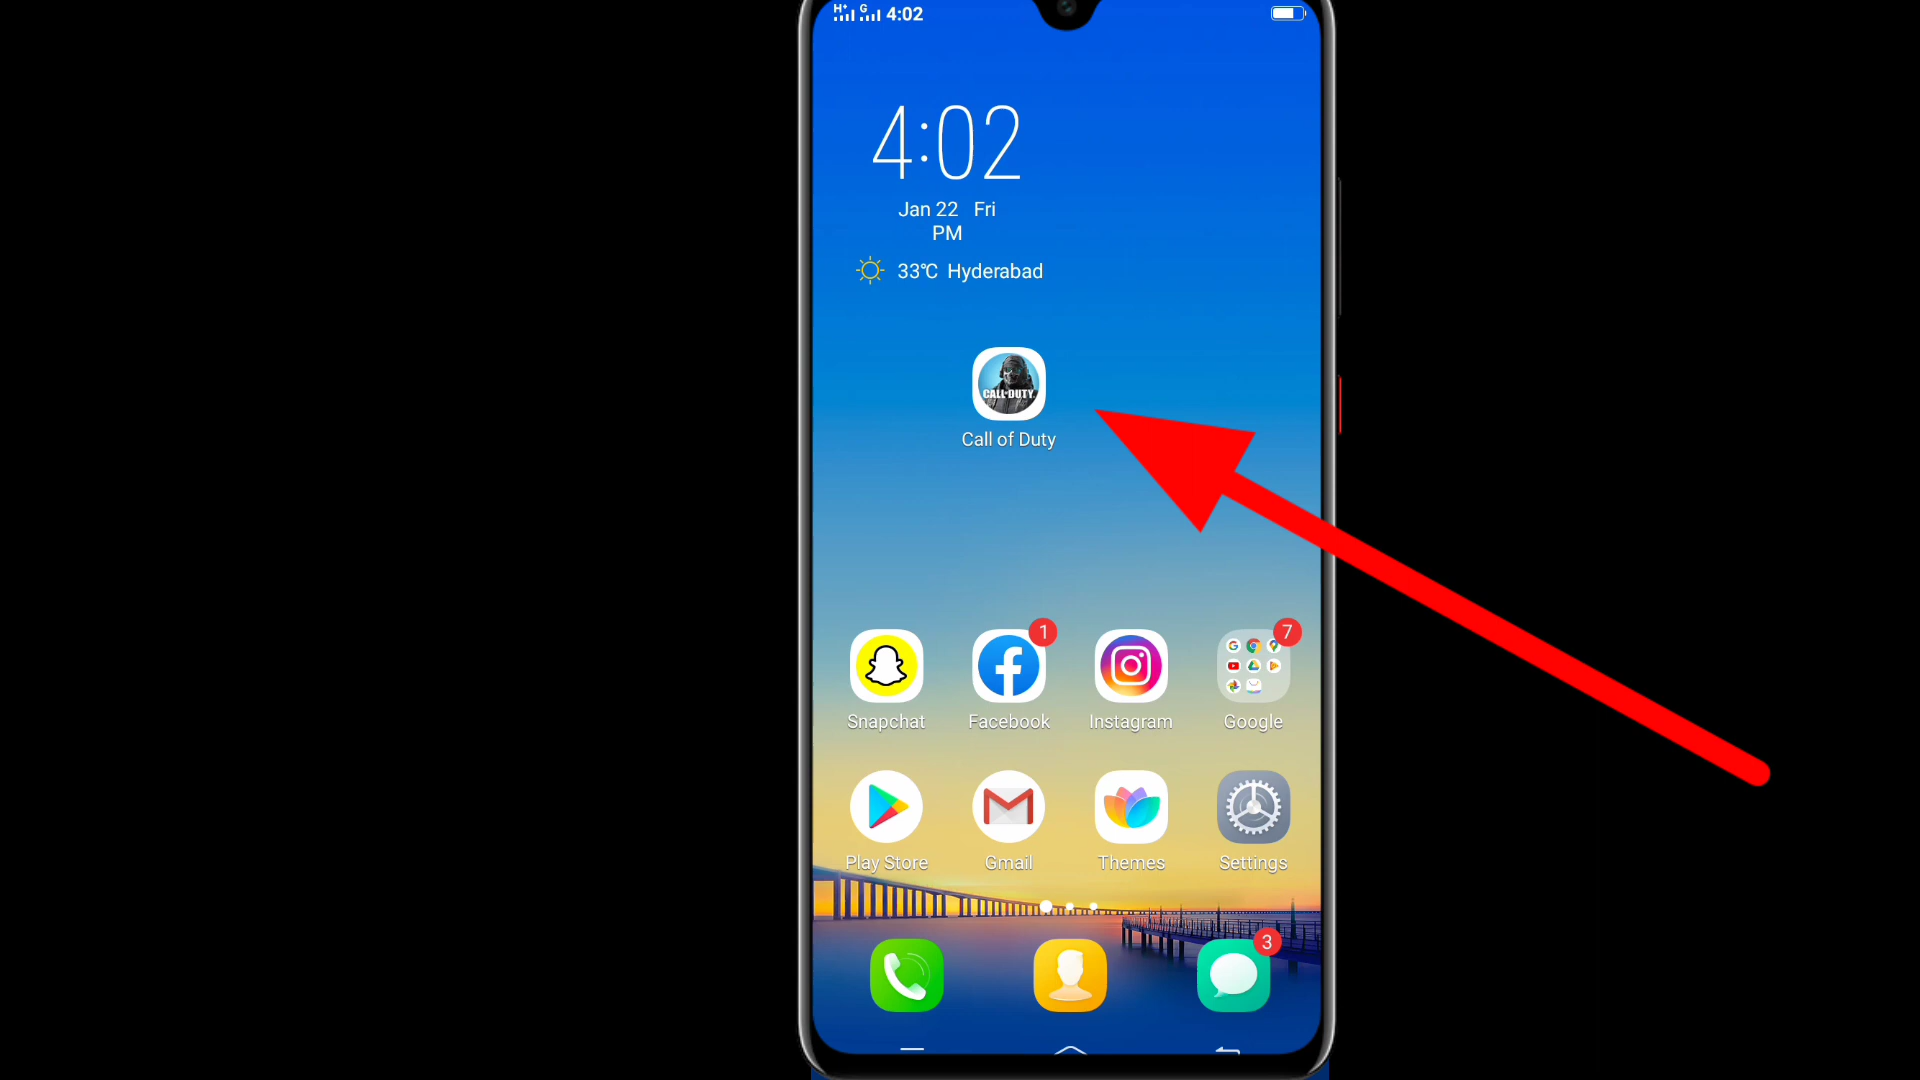 H+ G 4:02
4:02
Jan 22 Fri
PM
33℃ Hyderabad
CALL OF DUTY
Call of Duty
1
7
Snapchat
Facebook
Instagram
Google
Play Store
Gmail
Themes
Settings
3